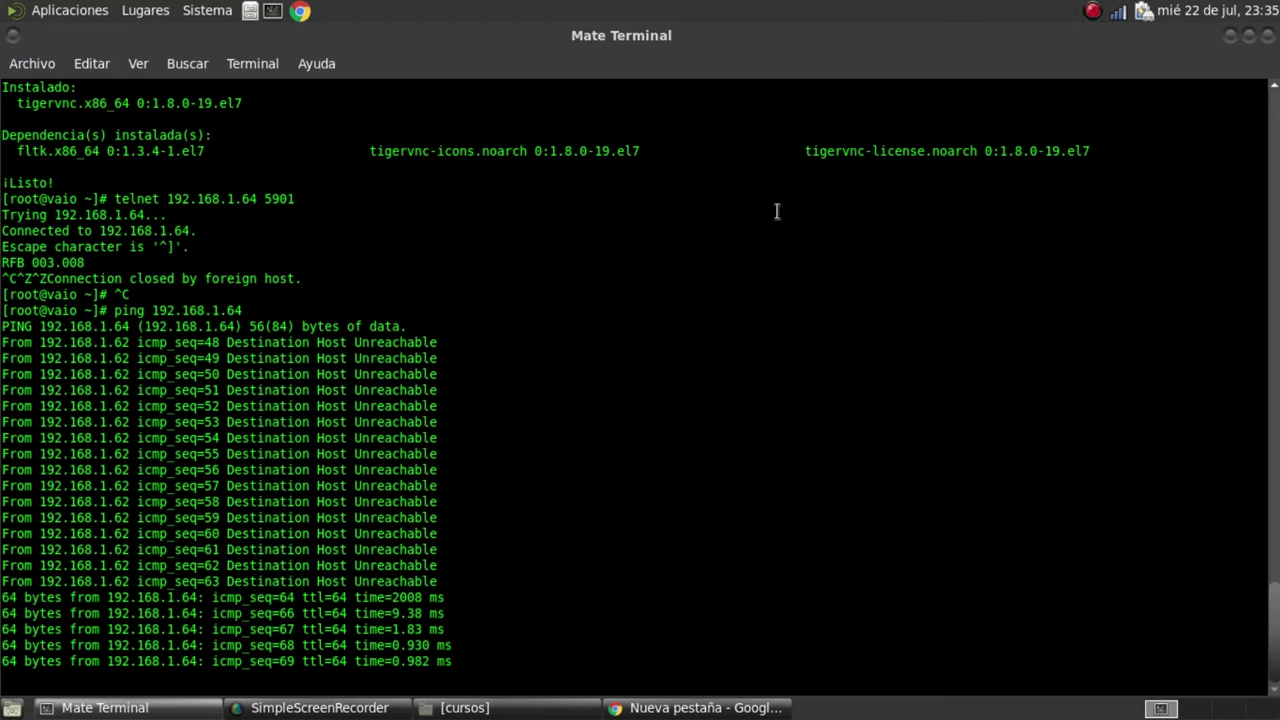 Aplicaciones Lugares Sistema mié 22 de jul, 23:35
Mate Terminal
Archivo Editar Ver Buscar Terminal Ayuda
Instalado:
tigervnc.x86_64 0:1.8.0-19.el7
Dependencia(s) instalada(s):
fltk.x86_64 0:1.3.4-1.el7 tigervnc-icons.noarch 0:1.8.0-19.el7 tigervnc-license.noarch 0:1.8.0-19.el7
¡Listo!
[root@vaio ~]# telnet 192.168.1.64 5901
Trying 192.168.1.64...
Connected to 192.168.1.64.
Escape character is '^]'.
RFB 003.008
^C^Z^ZConnection closed by foreign host.
[root@vaio ~]# ^C
[root@vaio ~]# ping 192.168.1.64
PING 192.168.1.64 (192.168.1.64) 56(84) bytes of data.
From 192.168.1.62 icmp_seq=48 Destination Host Unreachable
From 192.168.1.62 icmp_seq=49 Destination Host Unreachable
From 192.168.1.62 icmp_seq=50 Destination Host Unreachable
From 192.168.1.62 icmp_seq=51 Destination Host Unreachable
From 192.168.1.62 icmp_seq=52 Destination Host Unreachable
From 192.168.1.62 icmp_seq=53 Destination Host Unreachable
From 192.168.1.62 icmp_seq=54 Destination Host Unreachable
From 192.168.1.62 icmp_seq=55 Destination Host Unreachable
From 192.168.1.62 icmp_seq=56 Destination Host Unreachable
From 192.168.1.62 icmp_seq=57 Destination Host Unreachable
From 192.168.1.62 icmp_seq=58 Destination Host Unreachable
From 192.168.1.62 icmp_seq=59 Destination Host Unreachable
From 192.168.1.62 icmp_seq=60 Destination Host Unreachable
From 192.168.1.62 icmp_seq=61 Destination Host Unreachable
From 192.168.1.62 icmp_seq=62 Destination Host Unreachable
From 192.168.1.62 icmp_seq=63 Destination Host Unreachable
64 bytes from 192.168.1.64: icmp_seq=64 ttl=64 time=2008 ms
64 bytes from 192.168.1.64: icmp_seq=66 ttl=64 time=9.38 ms
64 bytes from 192.168.1.64: icmp_seq=67 ttl=64 time=1.83 ms
64 bytes from 192.168.1.64: icmp_seq=68 ttl=64 time=0.930 ms
64 bytes from 192.168.1.64: icmp_seq=69 ttl=64 time=0.982 ms
Mate Terminal SimpleScreenRecorder [cursos] Nueva pestaña - Googl...